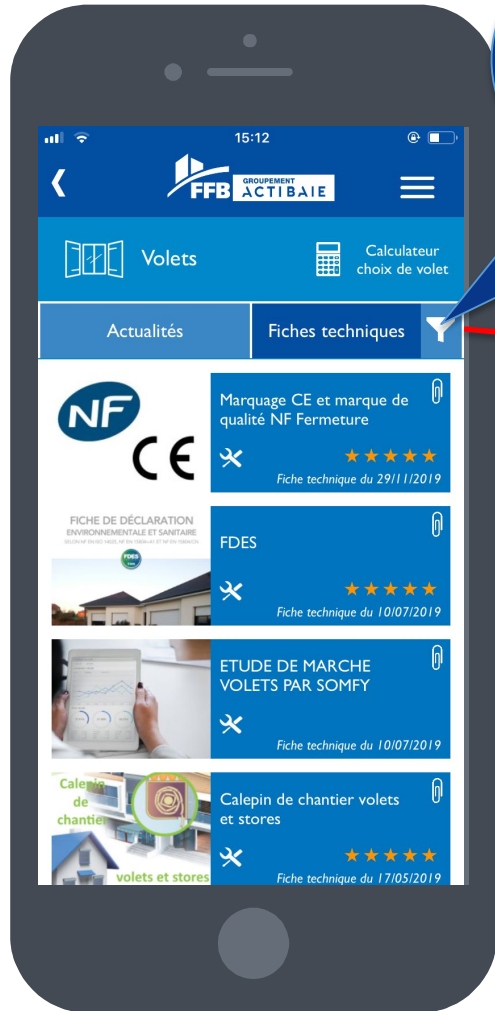 15:12
FFB GROUPEMENT
ACTIBAIE
Volets
Calculateur
choix de volet
Actualités
Fiches techniques
NF
CE
Marquage CE et marque de
qualité NF Fermeture
Fiche technique du 29/11/2019
FICHE DE DÉCLARATION
ENVIRONNEMENTALE ET SANITAIRE
FDES
FDES
Fiche technique du 10/07/2019
ETUDE DE MARCHE
VOLETS PAR SOMFY
Fiche technique du 10/07/2019
Calepin
de
chantier
volets et stores
Calepin de chantier volets
et stores
Fiche technique du 17/05/2019